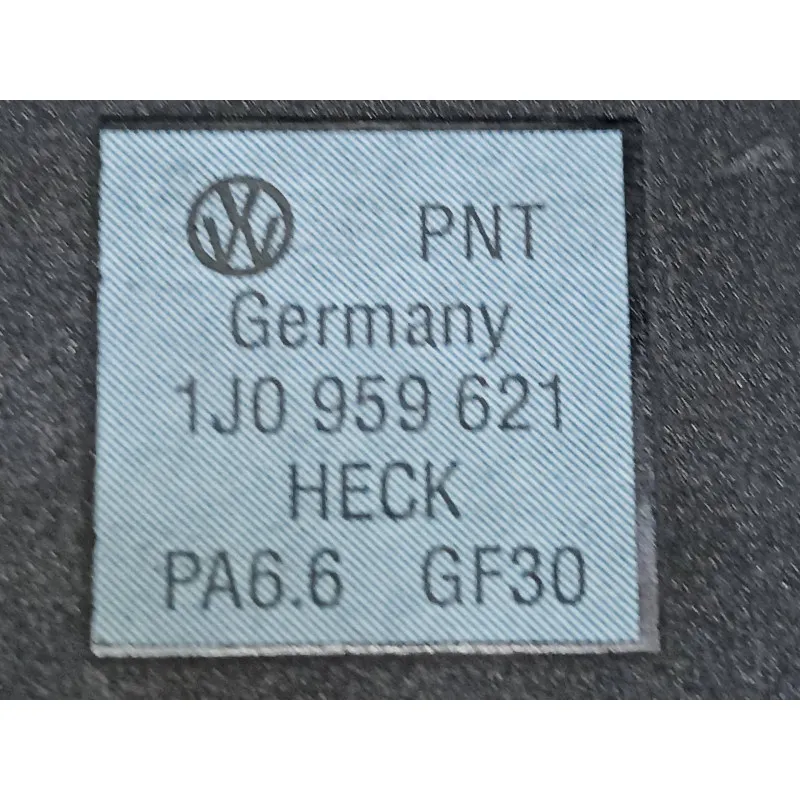 PNT
Germany
1J0 959 621
HECK
PA6.6 GF30